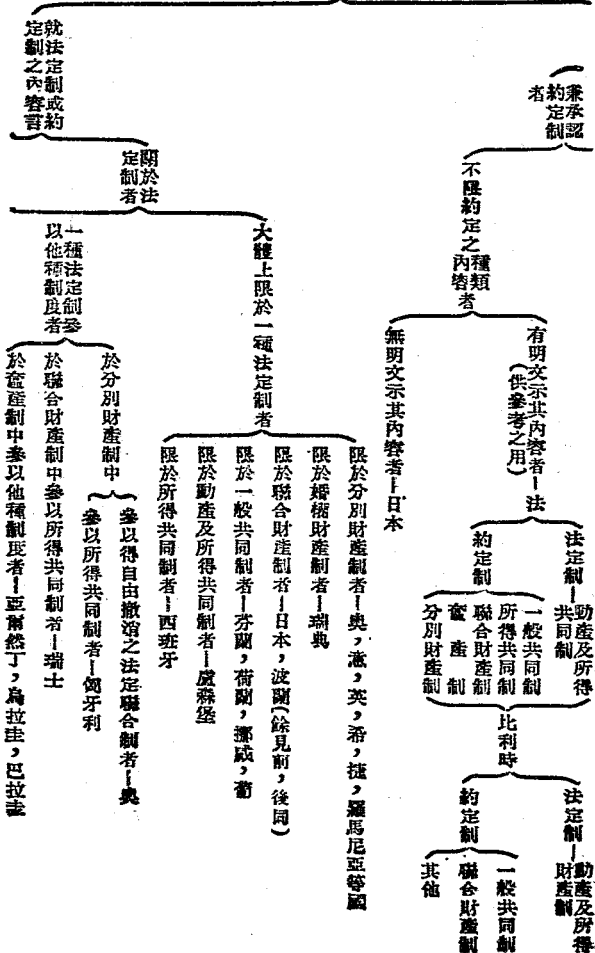 兼承認
約定制
者
不限約定之
種類
內容
者
有明文示其內容者—法
(供參考之用)
法定制—
動產及所得
共同制
約定制
一般共同制
所得共同制
聯合財產制
奩產制
分別財產制
比利時
法定制—
動產及所得
財產制
約定制
一般共同制
聯合財產制
其他
無明文示其內容者—日本
就法定制或約
定制之內容言
關於法
定制者
大體上限於一種法定制者
限於分別財產制者—奧,意,英,希,捷,羅馬尼亞等國
限於婚姻財產制者—瑞典
限於聯合財產制者—日本,波蘭(餘見前,後同)
限於一般共同制者—芬蘭,荷蘭,挪威,葡
限於動產及所得共同制者—盧森堡
限於所得共同制者—西班牙
一種法定制參
以他種制度者
於分別財產制中
參以得自由撤消之法定聯合制者—奧
參以所得共同制者—匈牙利
於聯合財產制中參以所得共同制者—瑞士
於奩產制中參以他種制度者—亞爾然丁,烏拉圭,巴拉圭